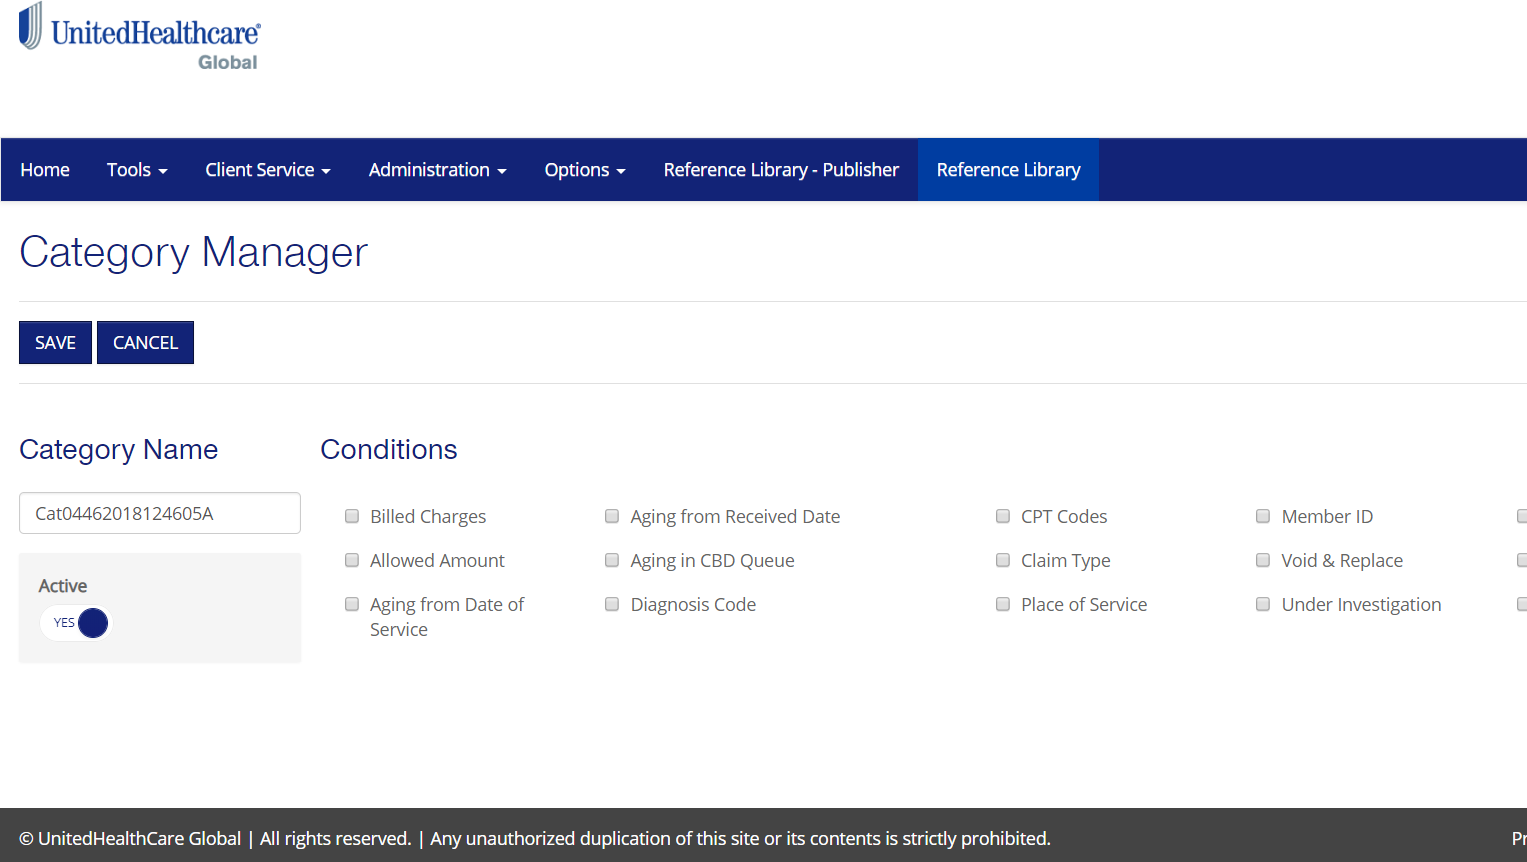 UnitedHealthcare®
Global
Home Tools Client Service Administration Options Reference Library - Publisher Reference Library
Category Manager
SAVE CANCEL
Category Name Conditions
Cat04462018124605A
Billed Charges Aging from Received Date CPT Codes Member ID
Allowed Amount Aging in CBD Queue Claim Type Void & Replace
Active
Aging from Date of Diagnosis Code Place of Service Under Investigation
Service
YES
© UnitedHealthCare Global | All rights reserved. | Any unauthorized duplication of this site or its contents is strictly prohibited.